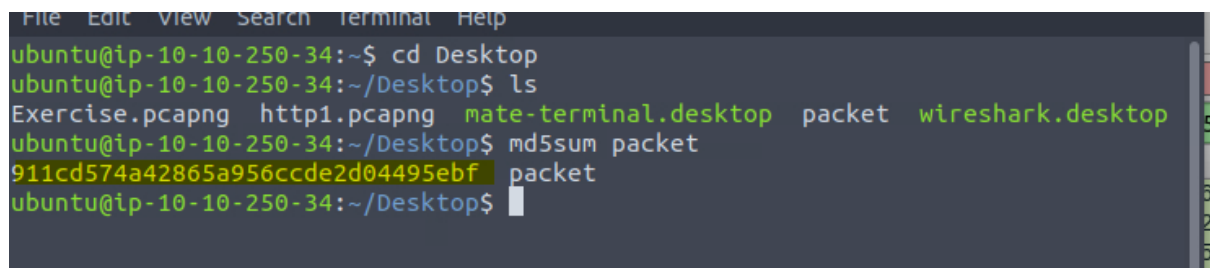 File Edit View Search Terminal Help
ubuntu@ip-10-10-250-34:~$ cd Desktop
ubuntu@ip-10-10-250-34:~/Desktop$ ls
Exercise.pcapng http1.pcapng mate-terminal.desktop packet wireshark.desktop
ubuntu@ip-10-10-250-34:~/Desktop$ md5sum packet
911cd574a42865a956ccde2d04495ebf packet
ubuntu@ip-10-10-250-34:~/Desktop$